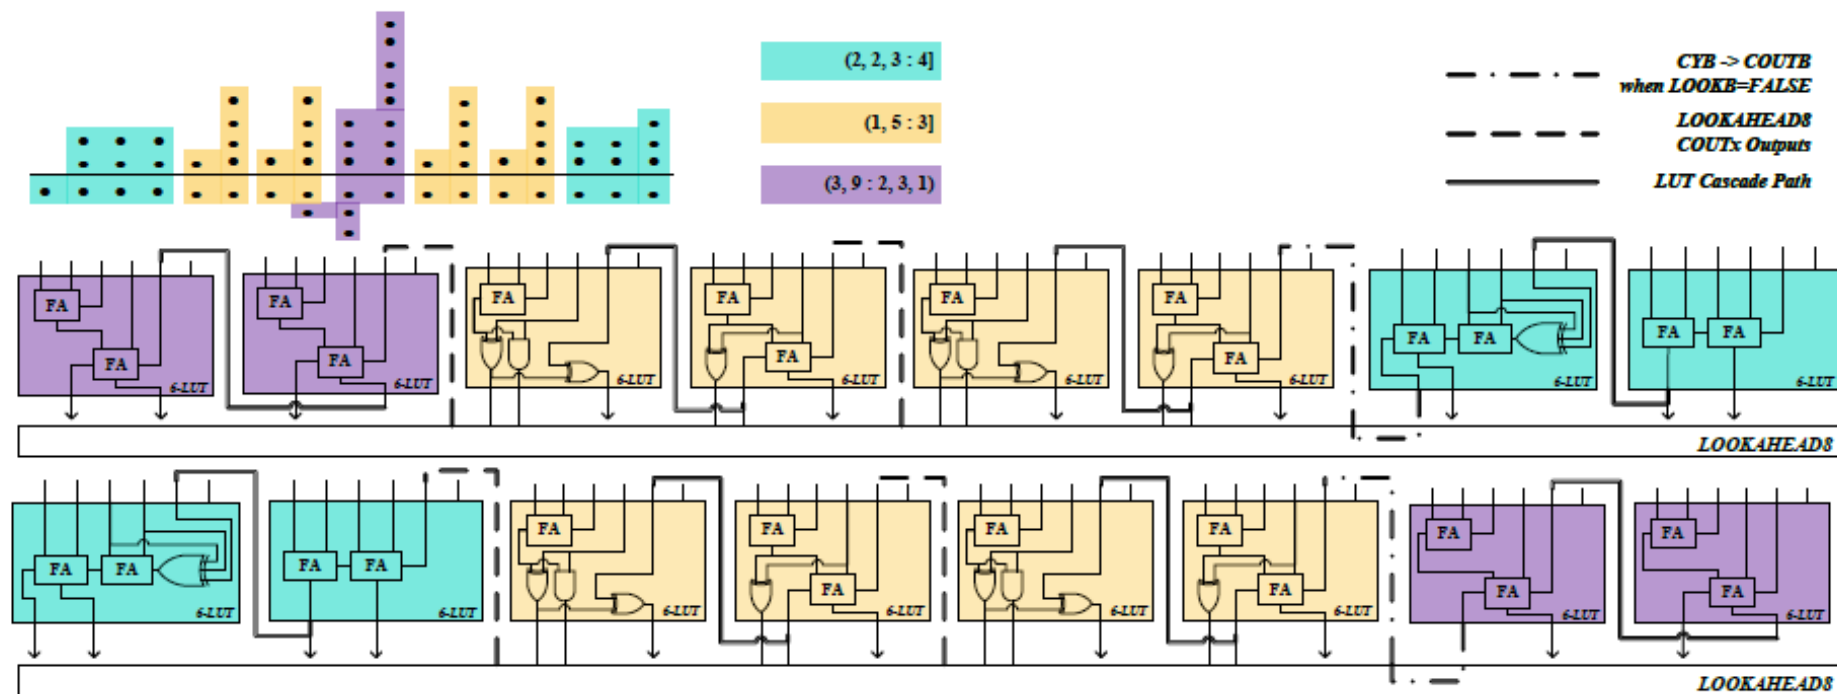 (2, 2, 3 : 4]
(1, 5 : 3]
(3, 9 : 2, 3, 1)
CYB -> COUTB
when LOOKB=FALSE
LOOKAHEAD8
COUTx Outputs
LUT Cascade Path
FA FA FA FA FA FA
FA FA FA FA FA FA FA FA
6-LUT 6-LUT 6-LUT 6-LUT 6-LUT 6-LUT 6-LUT 6-LUT
LOOKAHEAD8
FA FA FA FA FA FA
FA FA FA FA FA FA FA FA
6-LUT 6-LUT 6-LUT 6-LUT 6-LUT 6-LUT 6-LUT 6-LUT
LOOKAHEAD8